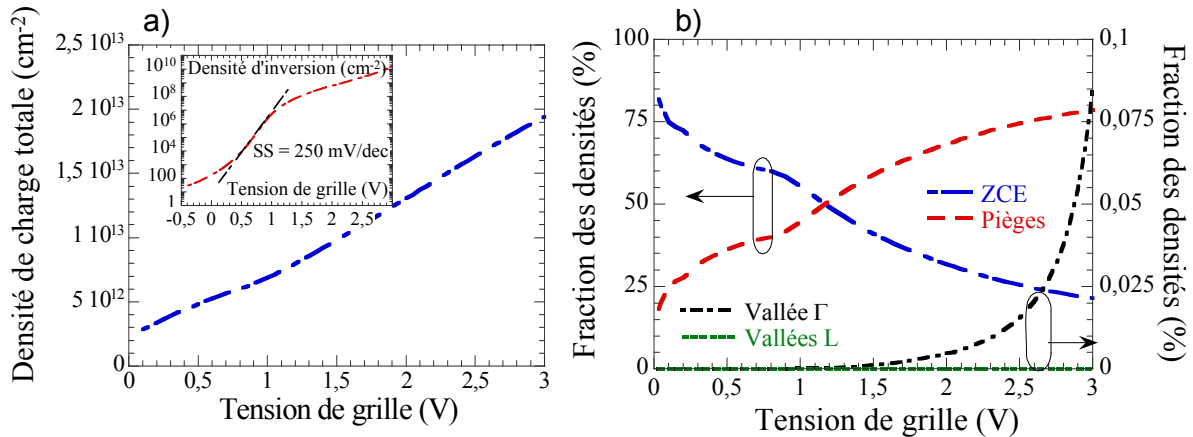 a)
Densité de charge totale (cm-2)
2,5 10¹³
2 10¹³
1,5 10¹³
1 10¹³
5 10¹²
0
0 0,5 1 1,5 2 2,5 3
Tension de grille (V)
10¹⁰
10⁸
10⁶
10⁴
10²
1
Densité d'inversion (cm-2)
SS = 250 mV/dec
Tension de grille (V)
-0,5 0 0,5 1 1,5 2 2,5
b)
Fraction des densités (%)
100
75
50
25
0
ZCE
Pièges
Vallée Γ
Vallées L
0 0,5 1 1,5 2 2,5 3
Tension de grille (V)
0,1
0,075
0,05
0,025
0
Fraction des densités (%)